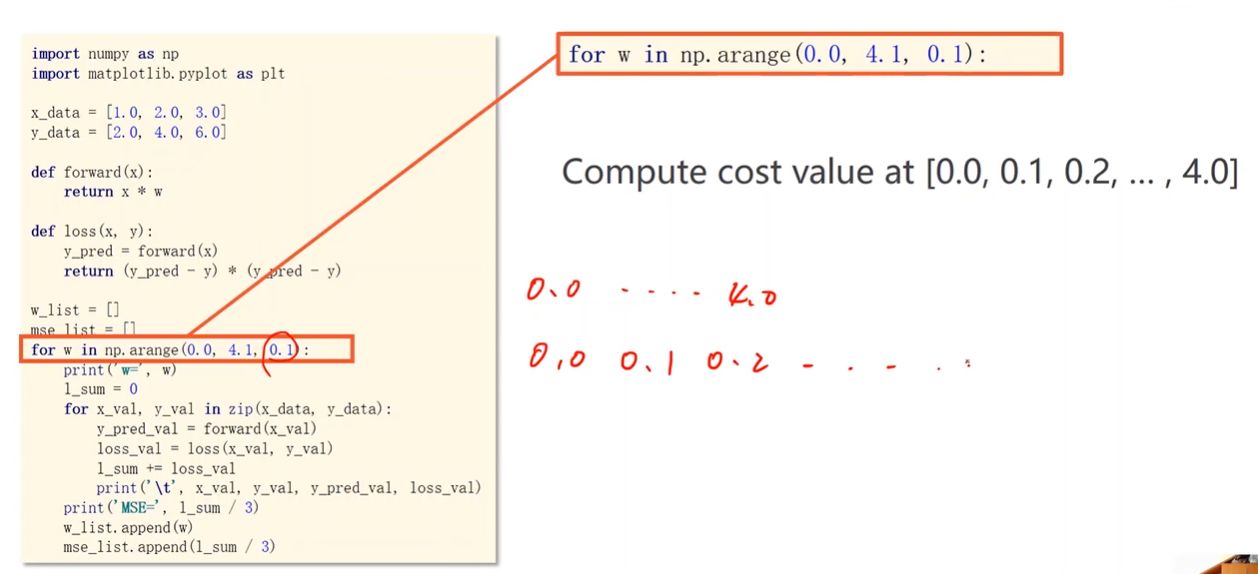 import numpy as np
import matplotlib.pyplot as plt
x_data = [1.0, 2.0, 3.0]
y_data = [2.0, 4.0, 6.0]
def forward(x):
    return x * w
def loss(x, y):
    y_pred = forward(x)
    return (y_pred - y) * (y_pred - y)
w_list = []
mse_list = []
for w in np.arange(0.0, 4.1, 0.1):
    print('w=', w)
    l_sum = 0
    for x_val, y_val in zip(x_data, y_data):
        y_pred_val = forward(x_val)
        loss_val = loss(x_val, y_val)
        l_sum += loss_val
        print('\t', x_val, y_val, y_pred_val, loss_val)
    print('MSE=', l_sum / 3)
    w_list.append(w)
    mse_list.append(l_sum / 3)
for w in np.arange(0.0, 4.1, 0.1):
Compute cost value at [0.0, 0.1, 0.2, … , 4.0]
0.0 .... 4.0
0.0 0.1 0.2 - . - . .